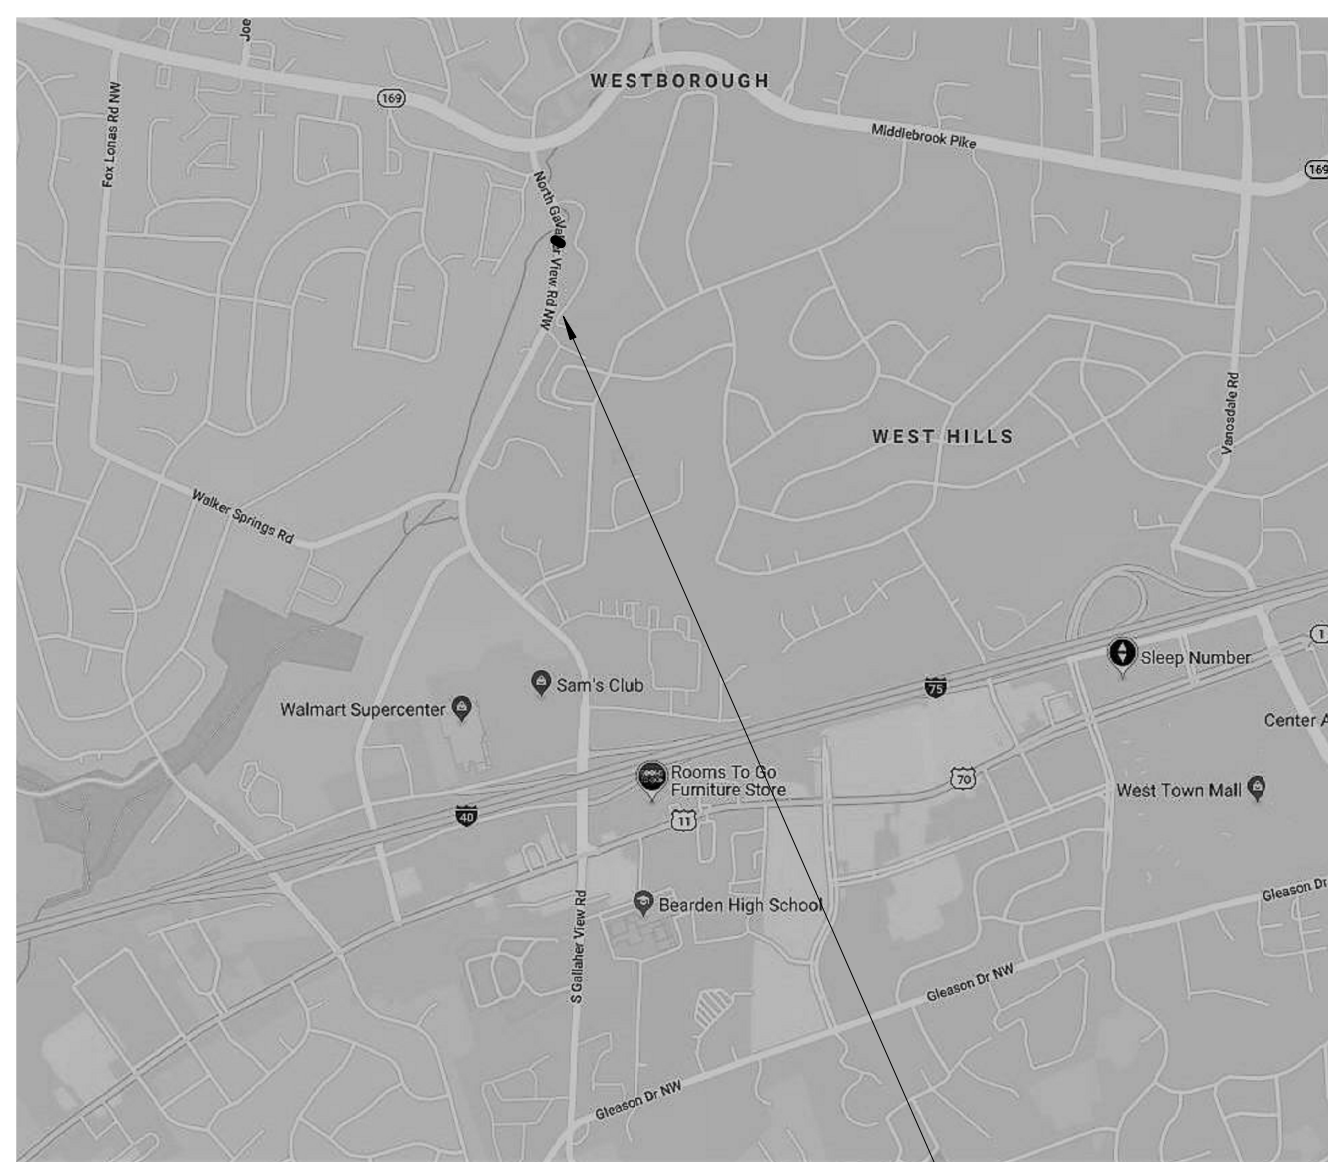 Joe
WESTBOROUGH
169
Fox Lonas Rd NW
Middlebrook Pike
169
North Gallaher View Rd NW
Vanosdale Rd
WEST HILLS
Walker Springs Rd
Sleep Number
1
Sam's Club
75
Walmart Supercenter
Center A
Rooms To Go
Furniture Store
70
West Town Mall
40
11
Gleason Dr
Bearden High School
S Gallaher View Rd
Gleason Dr NW
Gleason Dr NW